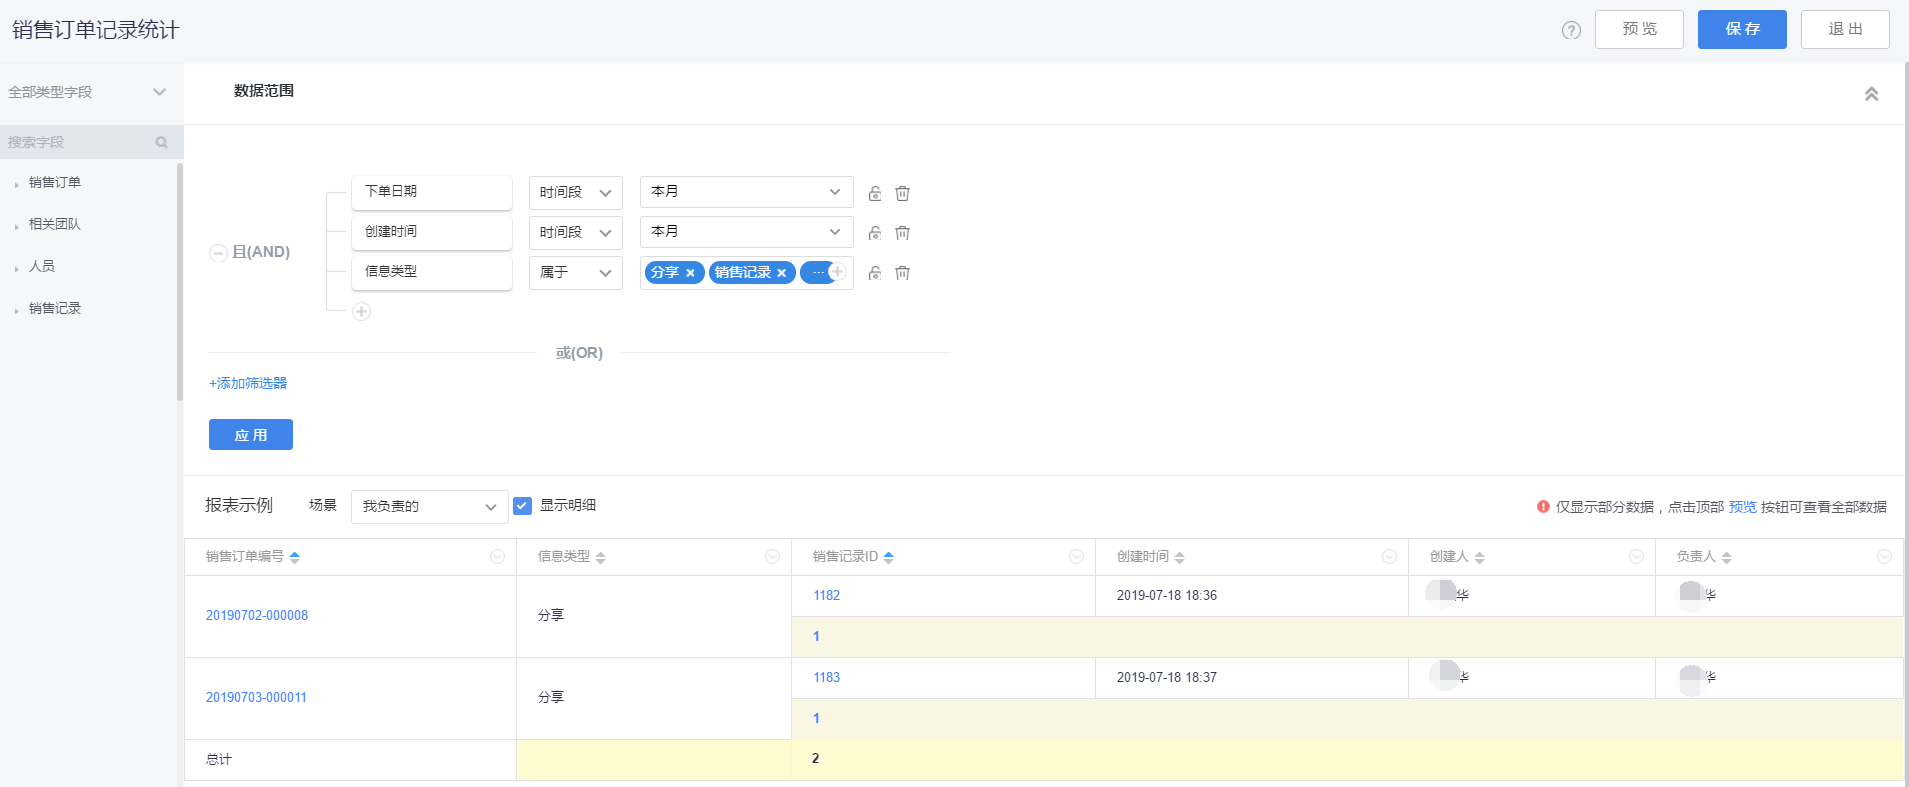 销售订单记录统计
预 览
保 存
退 出
全部类型字段
数据范围
搜索字段
销售订单
相关团队
人员
销售记录
且(AND)
下单日期 时间段 本月
创建时间 时间段 本月
信息类型 属于 分享 销售记录 ...
或(OR)
+添加筛选器
应 用
报表示例 场景 我负责的 显示明细
仅显示部分数据，点击顶部 预览 按钮可查看全部数据
销售订单编号 信息类型 销售记录ID 创建时间 创建人 负责人
20190702-000008 分享 1182 2019-07-18 18:36 华 华
1
20190703-000011 分享 1183 2019-07-18 18:37 华 华
1
总计 2